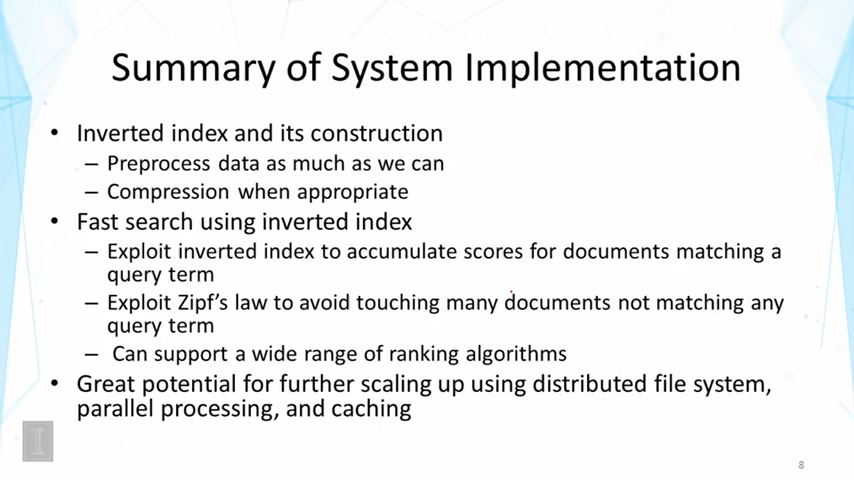 Summary of System Implementation
• Inverted index and its construction
– Preprocess data as much as we can
– Compression when appropriate
• Fast search using inverted index
– Exploit inverted index to accumulate scores for documents matching a
query term
– Exploit Zipf's law to avoid touching many documents not matching any
query term
– Can support a wide range of ranking algorithms
• Great potential for further scaling up using distributed file system,
parallel processing, and caching
I
8